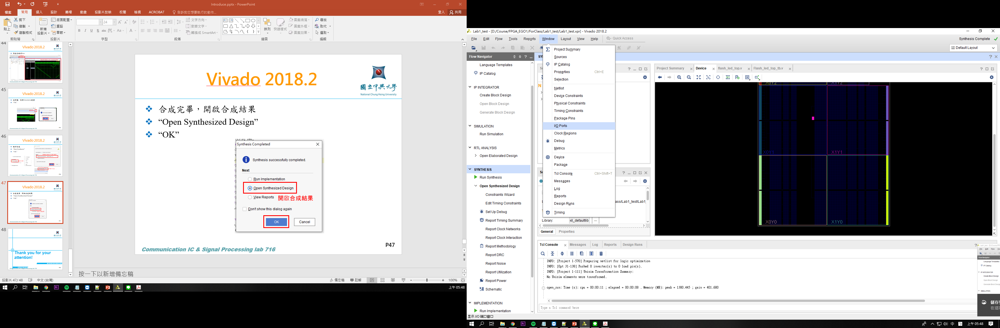 Introduce.pptx - PowerPoint
檔案 常用 插入 設計 轉場 動畫 投影片放映 校閱 檢視 ACROBAT 告訴我您想要執行的動作... 登入 共用
貼上 剪下
複製
複製格式
新增
投影片
版面配置
重設
章節
24
文字方向
對齊文字
轉換成 SmartArt
排列 快速樣式
圖案填滿
圖案外框
圖案效果
尋找
取代
選取
剪貼簿 投影片 字型 段落 繪圖 編輯
44
Vivado 2018.2
45
Vivado 2018.2
46
Vivado 2018.2
47
Vivado 2018.2
48
Thank you for your
attention!
Vivado 2018.2
國立中興大學
National Chung Hsing University
合成完畢，開啟合成結果
“Open Synthesized Design”
“OK”
Synthesis Completed
Synthesis successfully completed.
Next
Run Implementation
Open Synthesized Design
View Reports
開啟合成結果
Don't show this dialog again
OK Cancel
Communication IC & Signal Processing lab 716
P47
按一下以新增備忘稿
投影片 47/48 中文 (台灣) 備忘稿 註解 100%
上午 05:48
Lab1_test - [D:/Course/FPGA_EGO1/ForClass/Lab1_test/Lab1_test.xpr] - Vivado 2018.2
File Edit Flow Tools Reports Window Layout View Help Quick Access
Synthesis Complete
Default Layout
Flow Navigator
Language Templates
IP Catalog
IP INTEGRATOR
Create Block Design
Open Block Design
Generate Block Design
SIMULATION
Run Simulation
RTL ANALYSIS
Open Elaborated Design
SYNTHESIS
Run Synthesis
Open Synthesized Design
Constraints Wizard
Edit Timing Constraints
Set Up Debug
Report Timing Summary
Report Clock Networks
Report Clock Interaction
Report Methodology
Report DRC
Report Noise
Report Utilization
Report Power
Schematic
IMPLEMENTATION
Run Implementation
显示 I/O 端口窗口
Project Summary
Sources
IP Catalog
Properties Ctrl+E
Selection
Netlist
Device Constraints
Physical Constraints
Timing Constraints
Package Pins
I/O Ports
Clock Regions
Debug
Metrics
Device
Package
Tcl Console Ctrl+Shift+T
Messages
Log
Reports
Design Runs
Timing
ass/Lab1_test/Lab1_
Library: xil_defaultlib
General Properties
Project Summary Device flash_led_top.v Flash_led_top_tb.v
X0Y2 X1Y2
X0Y1 X1Y1
X0Y0 X1Y0
Tcl Console Messages Log Reports Design Runs
INFO: [Project 1-570] Preparing netlist for logic optimization
INFO: [Opt 31-138] Pushed 0 inverter(s) to 0 load pin(s).
INFO: [Project 1-111] Unisim Transformation Summary:
No Unisim elements were transformed.
open_run: Time (s): cpu = 00:00:11 ; elapsed = 00:00:08 . Memory (MB): peak = 1380.445 ; gain = 401.680
Type a Tcl command here
中 上午 05:48